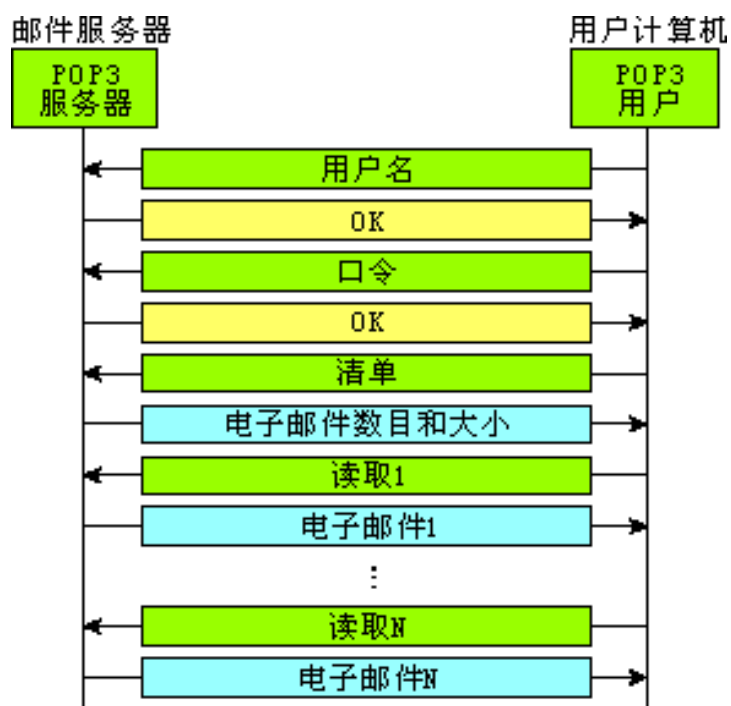 邮件服务器
用户计算机
POP3
服务器
POP3
用户
用户名
OK
口令
OK
清单
电子邮件数目和大小
读取1
电子邮件1
⋮
读取N
电子邮件N